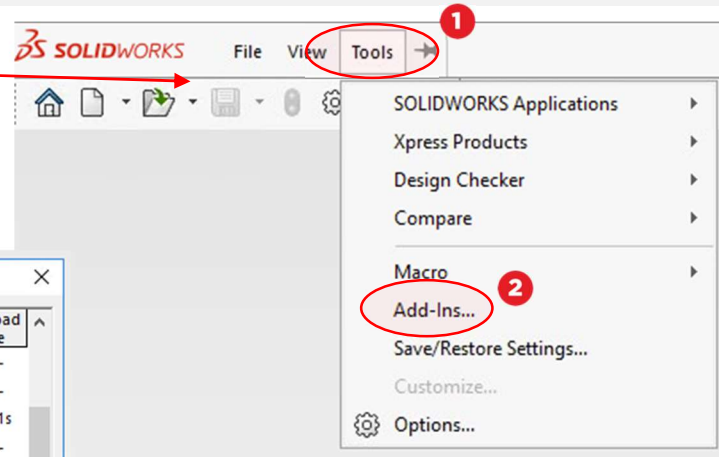 1
SOLIDWORKS File View Tools
SOLIDWORKS Applications
Xpress Products
Design Checker
Compare
Macro
2
Add-Ins...
Save/Restore Settings...
Customize...
Options...